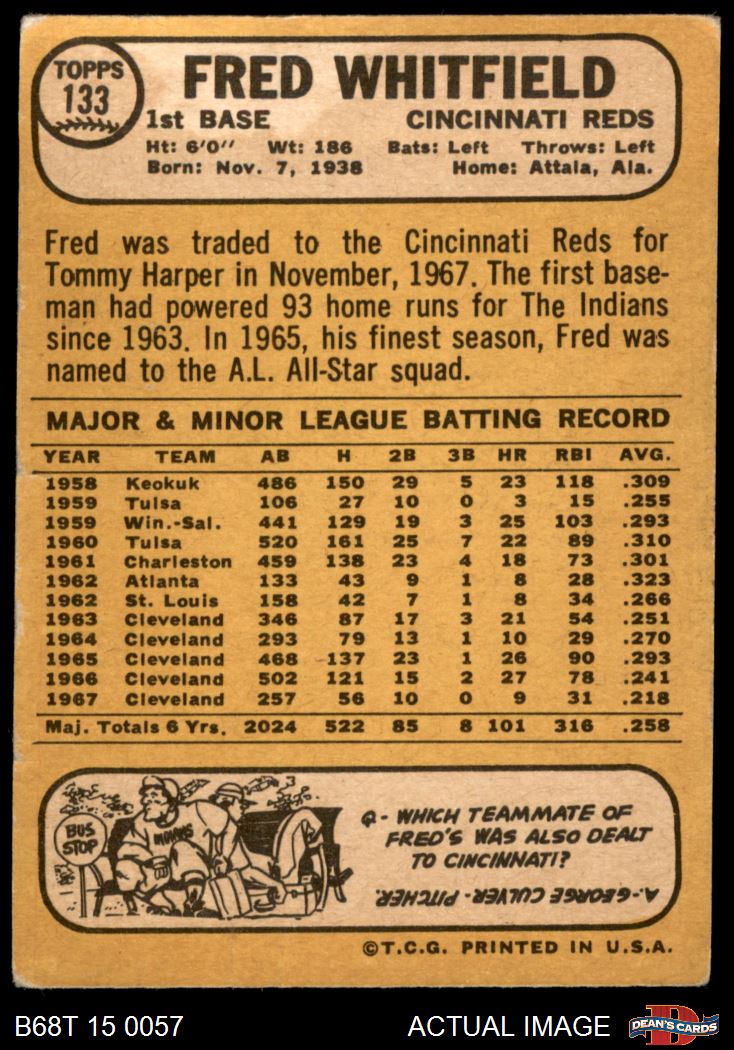 TOPPS
133
FRED WHITFIELD
1st BASE CINCINNATI REDS
Ht: 6'0" Wt: 186 Bats: Left Throws: Left
Born: Nov. 7, 1938 Home: Attala, Ala.
Fred was traded to the Cincinnati Reds for
Tommy Harper in November, 1967. The first base-
man had powered 93 home runs for The Indians
since 1963. In 1965, his finest season, Fred was
named to the A.L. All-Star squad.
MAJOR & MINOR LEAGUE BATTING RECORD
YEAR TEAM AB H 2B 3B HR RBI AVG.
1958 Keokuk 486 150 29 5 23 118 .309
1959 Tulsa 106 27 10 0 3 15 .255
1959 Win.-Sal. 441 129 19 3 25 103 .293
1960 Tulsa 520 161 25 7 22 89 .310
1961 Charleston 459 138 23 4 18 73 .301
1962 Atlanta 133 43 9 1 8 28 .323
1962 St. Louis 158 42 7 1 8 34 .266
1963 Cleveland 346 87 17 3 21 54 .251
1964 Cleveland 293 79 13 1 10 29 .270
1965 Cleveland 468 137 23 1 26 90 .293
1966 Cleveland 502 121 15 2 27 78 .241
1967 Cleveland 257 56 10 0 9 31 .218
Maj. Totals 6 Yrs. 2024 522 85 8 101 316 .258
BUS
STOP
Q - WHICH TEAMMATE OF
FRED'S WAS ALSO DEALT
TO CINCINNATI?
A-GEORGE CULVER-PITCHER.
©T.C.G. PRINTED IN U.S.A.
B68T 15 0057 ACTUAL IMAGE DEAN'S CARDS